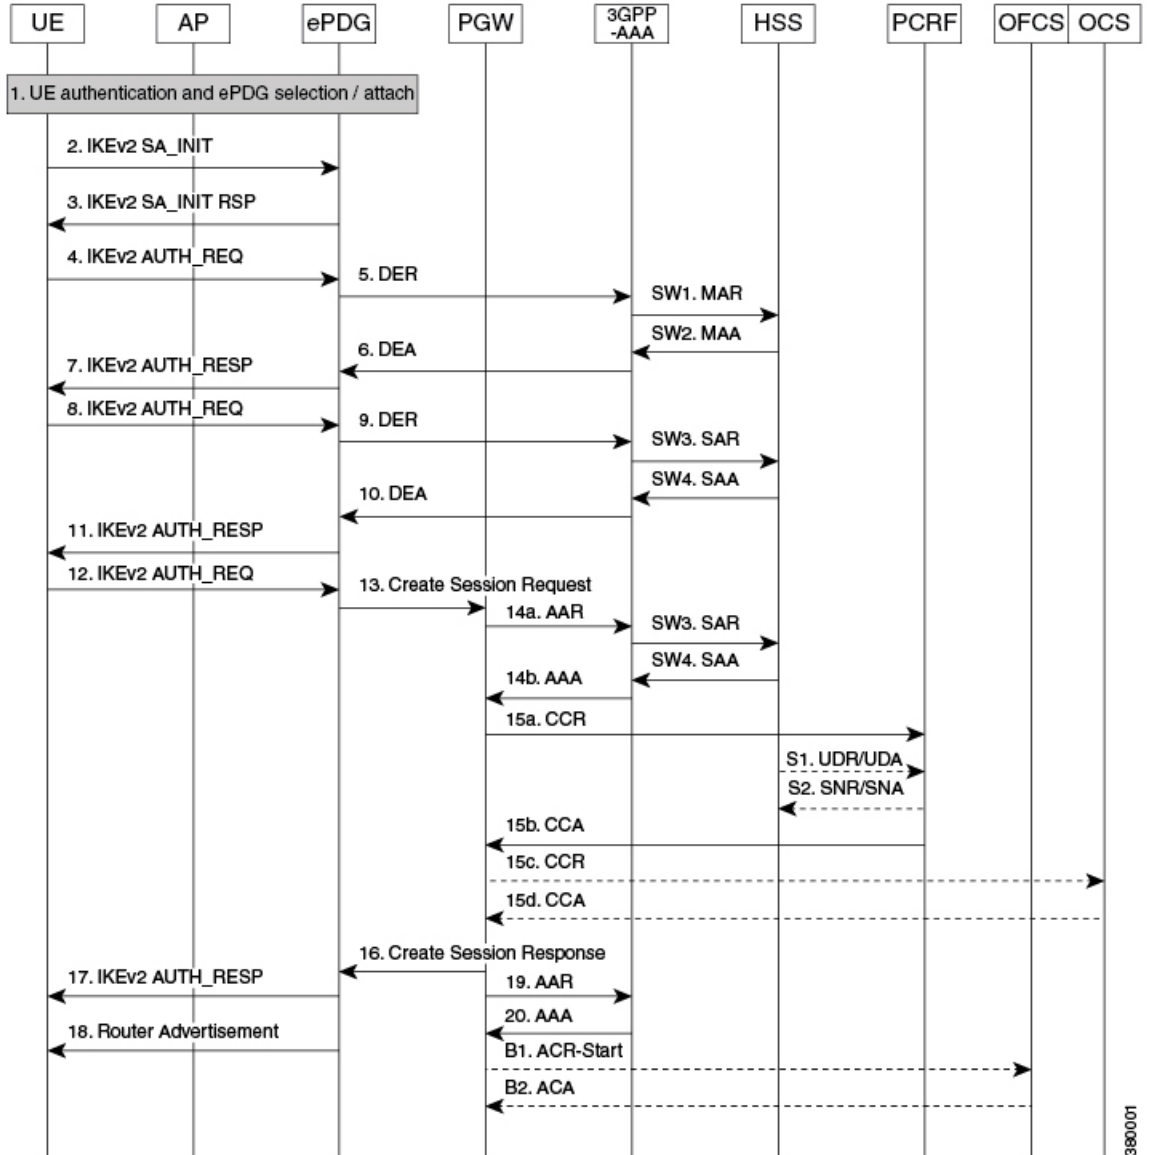 UE
AP
ePDG
PGW
3GPP
-AAA
HSS
PCRF
OFCS
OCS
1. UE authentication and ePDG selection / attach
2. IKEv2 SA_INIT
3. IKEv2 SA_INIT RSP
4. IKEv2 AUTH_REQ
5. DER
SW1. MAR
SW2. MAA
6. DEA
7. IKEv2 AUTH_RESP
8. IKEv2 AUTH_REQ
9. DER
SW3. SAR
SW4. SAA
10. DEA
11. IKEv2 AUTH_RESP
12. IKEv2 AUTH_REQ
13. Create Session Request
14a. AAR
SW3. SAR
SW4. SAA
14b. AAA
15a. CCR
S1. UDR/UDA
S2. SNR/SNA
15b. CCA
15c. CCR
15d. CCA
16. Create Session Response
17. IKEv2 AUTH_RESP
19. AAR
20. AAA
18. Router Advertisement
B1. ACR-Start
B2. ACA
380001